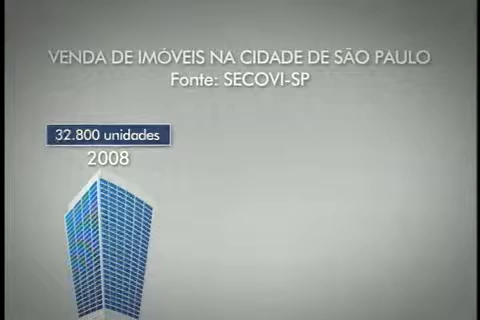 VENDA DE IMÓVEIS NA CIDADE DE SÃO PAULO
Fonte: SECOVI-SP
32.800 unidades
2008